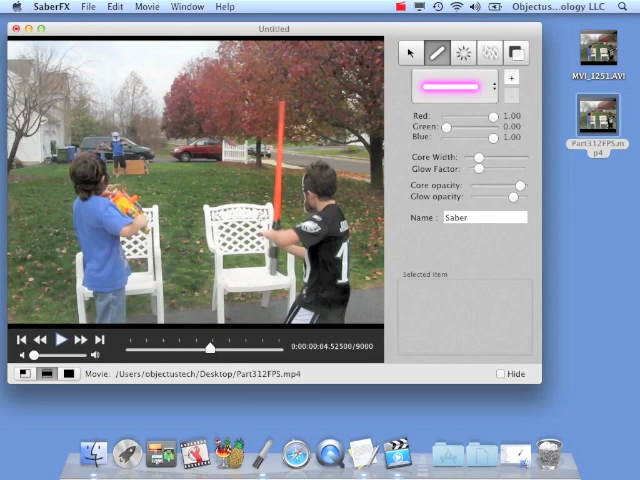 SaberFX File Edit Movie Window Help
Objectus...ology LLC
Untitled
MVI_1251.AVI
Part312FPS.m
p4
+
Red: 1.00
Green: 0.00
Blue: 1.00
Core Width:
Glow Factor:
Core opacity:
Glow opacity:
Name : Saber
Selected Item
0:00:00:04.52500/9000
Movie: /Users/objectustech/Desktop/Part312FPS.mp4
Hide